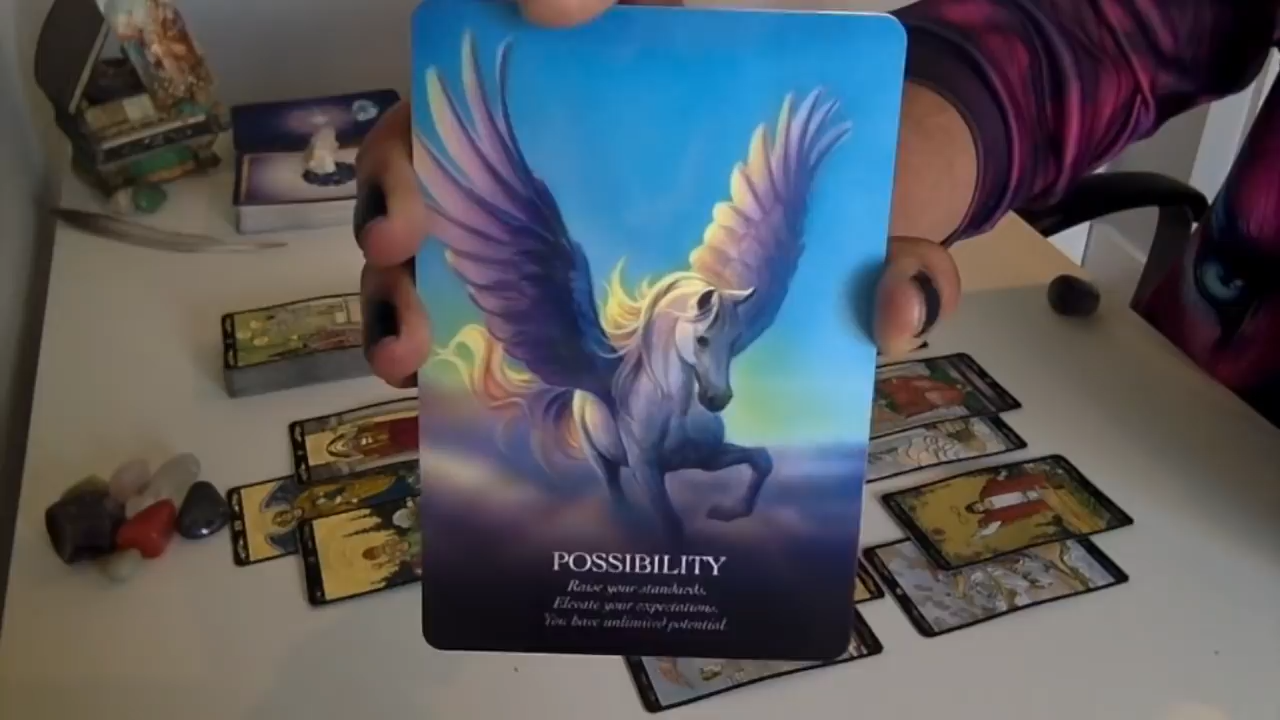 POSSIBILITY
Raise your standards.
Elevate your expectations.
You have unlimited potential.